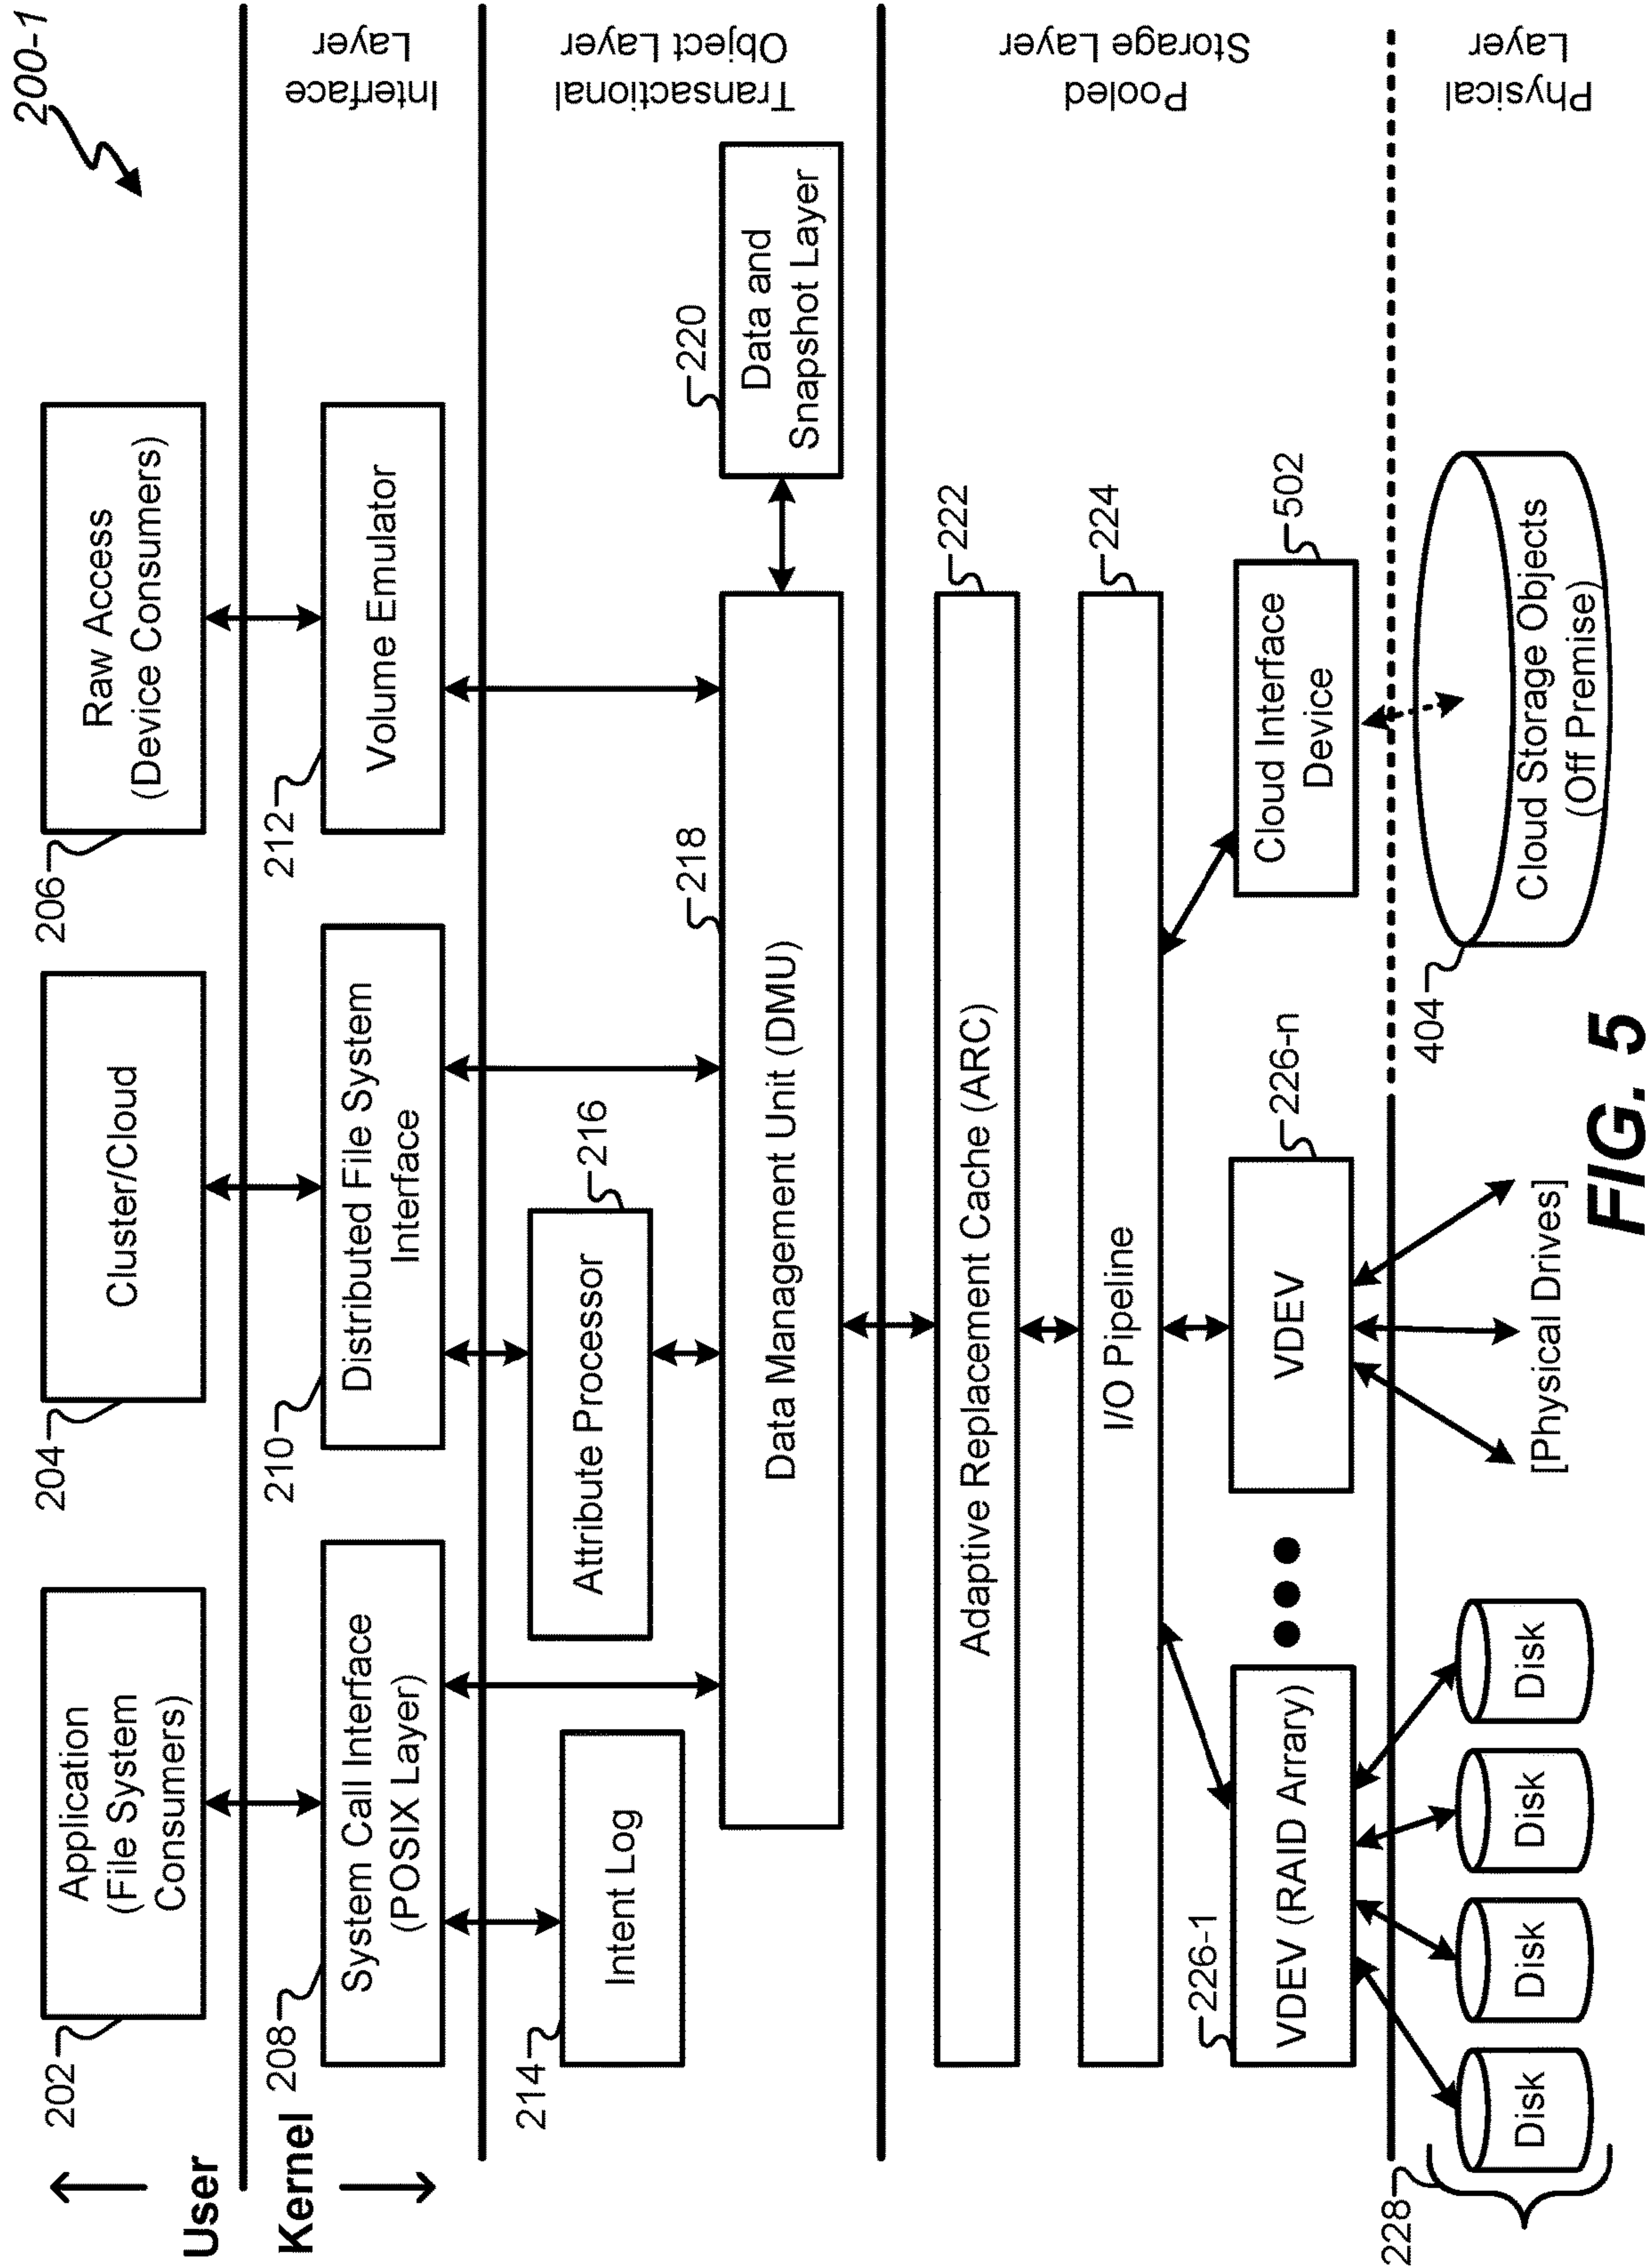 200-1
User
Kernel
Interface
Layer
Transactional
Object Layer
Pooled
Storage Layer
Physical
Layer
202
Application
(File System
Consumers)
204
Cluster/Cloud
206
Raw Access
(Device Consumers)
208
System Call Interface
(POSIX Layer)
210
Distributed File System
Interface
212
Volume Emulator
214
Intent Log
Attribute Processor
216
218
Data Management Unit (DMU)
220
Data and
Snapshot Layer
Adaptive Replacement Cache (ARC)
222
I/O Pipeline
224
226-1
VDEV (RAID Arrary)
VDEV
226-n
Cloud Interface
Device
502
228
Disk
Disk
Disk
Disk
[Physical Drives]
404
Cloud Storage Objects
(Off Premise)
FIG. 5